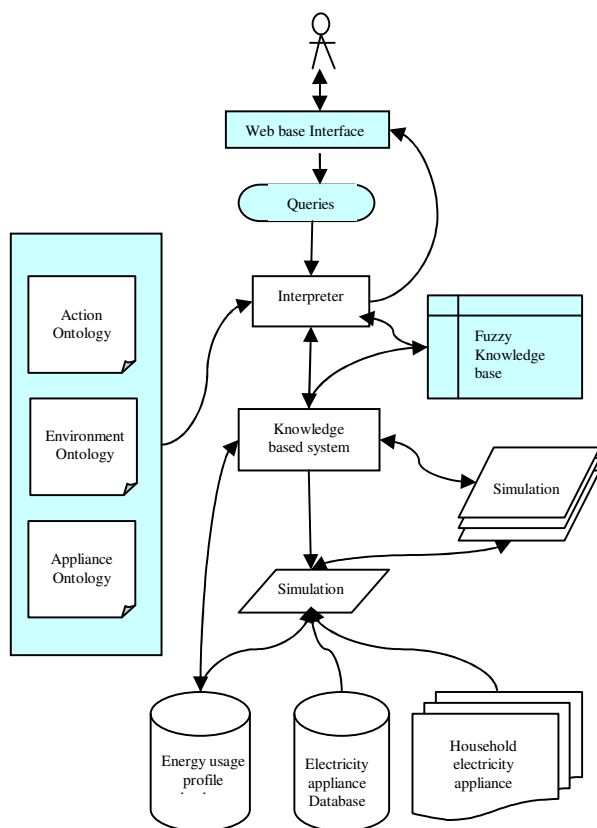 Web base Interface
Queries
Interpreter
Action
Ontology
Environment
Ontology
Appliance
Ontology
Fuzzy
Knowledge
base
Knowledge
based system
Simulation
Simulation
Energy usage
profile
Electricity
appliance
Database
Household
electricity
appliance